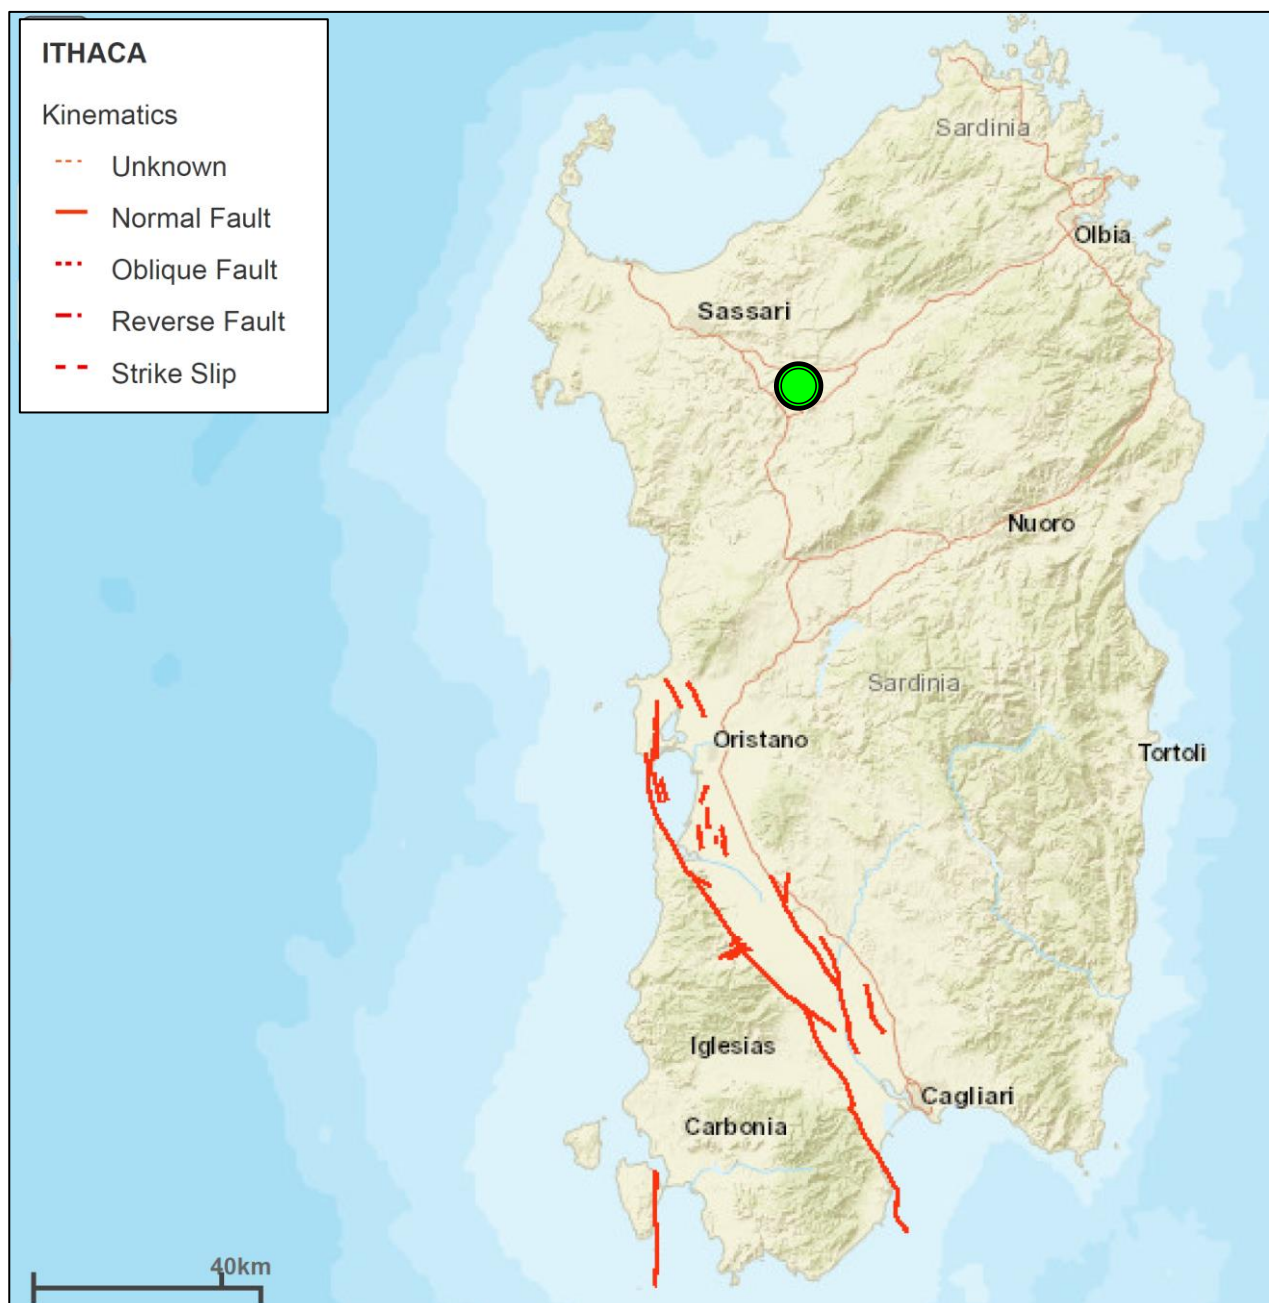 ITHACA
Kinematics
Unknown
Normal Fault
Oblique Fault
Reverse Fault
Strike Slip
Sardinia
Olbia
Sassari
Nuoro
Sardinia
Oristano
Tortoli
Iglesias
Cagliari
Carbonia
40km